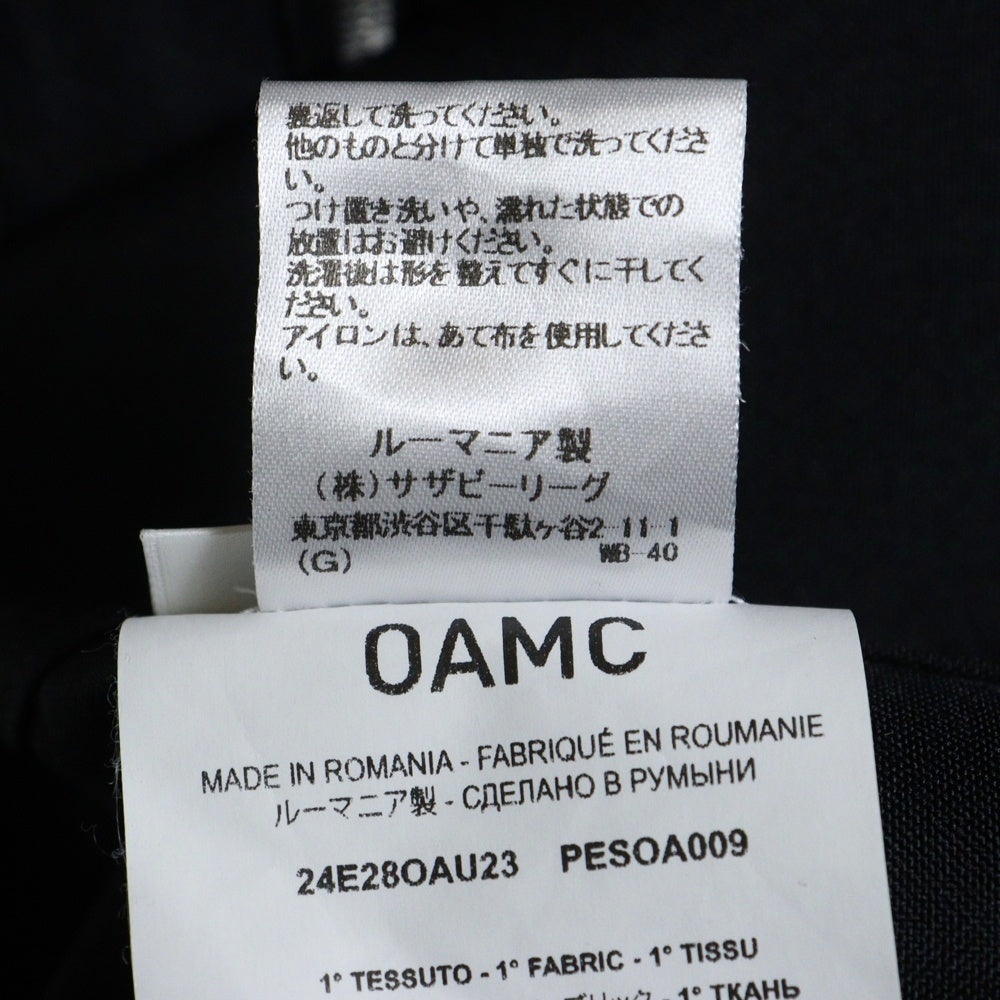 裏返して洗ってください。
他のものと分けて単独で洗ってくださ
い。
つけ置き洗いや、濡れた状態での
放置はお避けください。
洗濯後は形を整えてすぐに干してく
ださい。
アイロンは、あて布を使用してくださ
い。
ルーマニア製
(株)サザビーリーグ
東京都渋谷区千駄ヶ谷2-11-1
(G) WB-40
OAMC
MADE IN ROMANIA - FABRIQUÉ EN ROUMANIE
ルーマニア製 - СДЕЛАНО В РУМЫНИ
24E28OAU23 PESOA009
1° TESSUTO - 1° FABRIC - 1° TISSU
- 1° ТКАНЬ